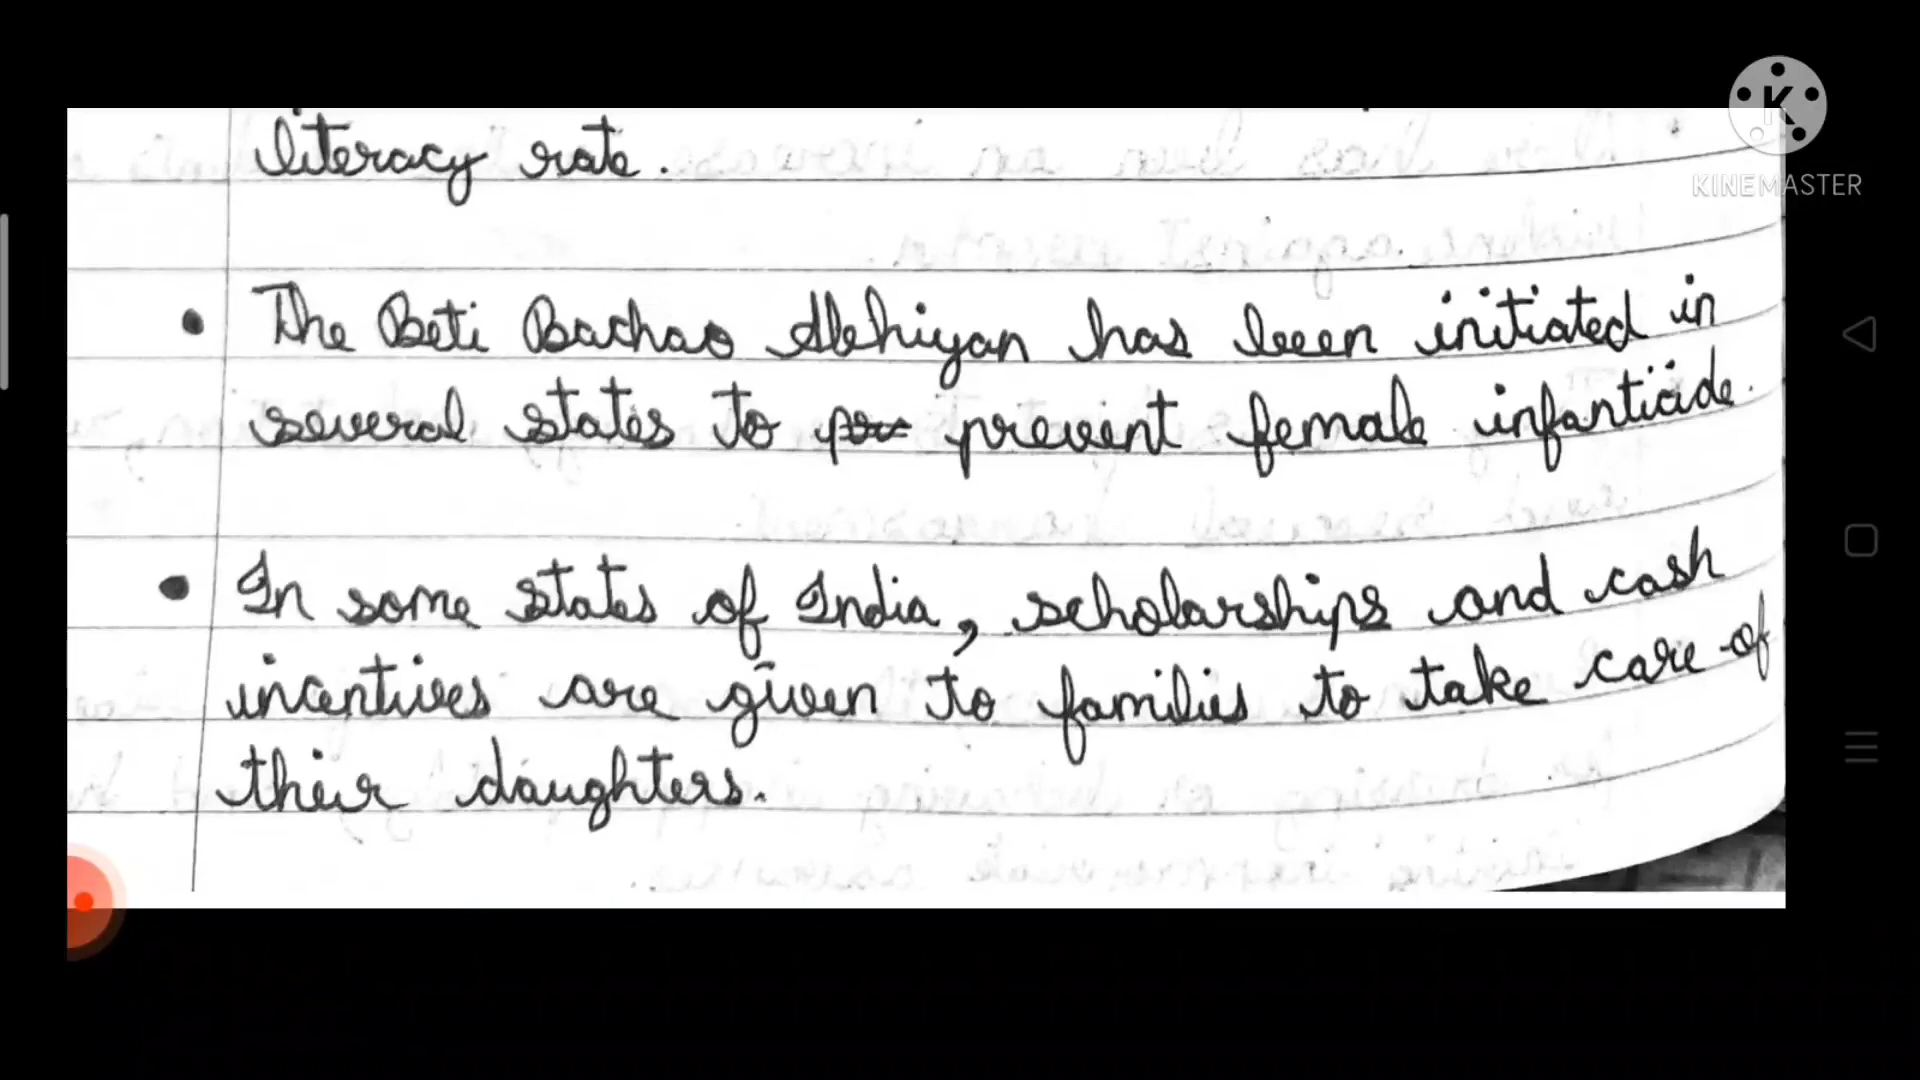 literacy rate.
KINEMASTER
• The Beti Bachao Abhiyan has been initiated in
several states to prevent female infanticide.
• In some states of India, scholarships and cash
incentives are given to families to take care of
their daughters.